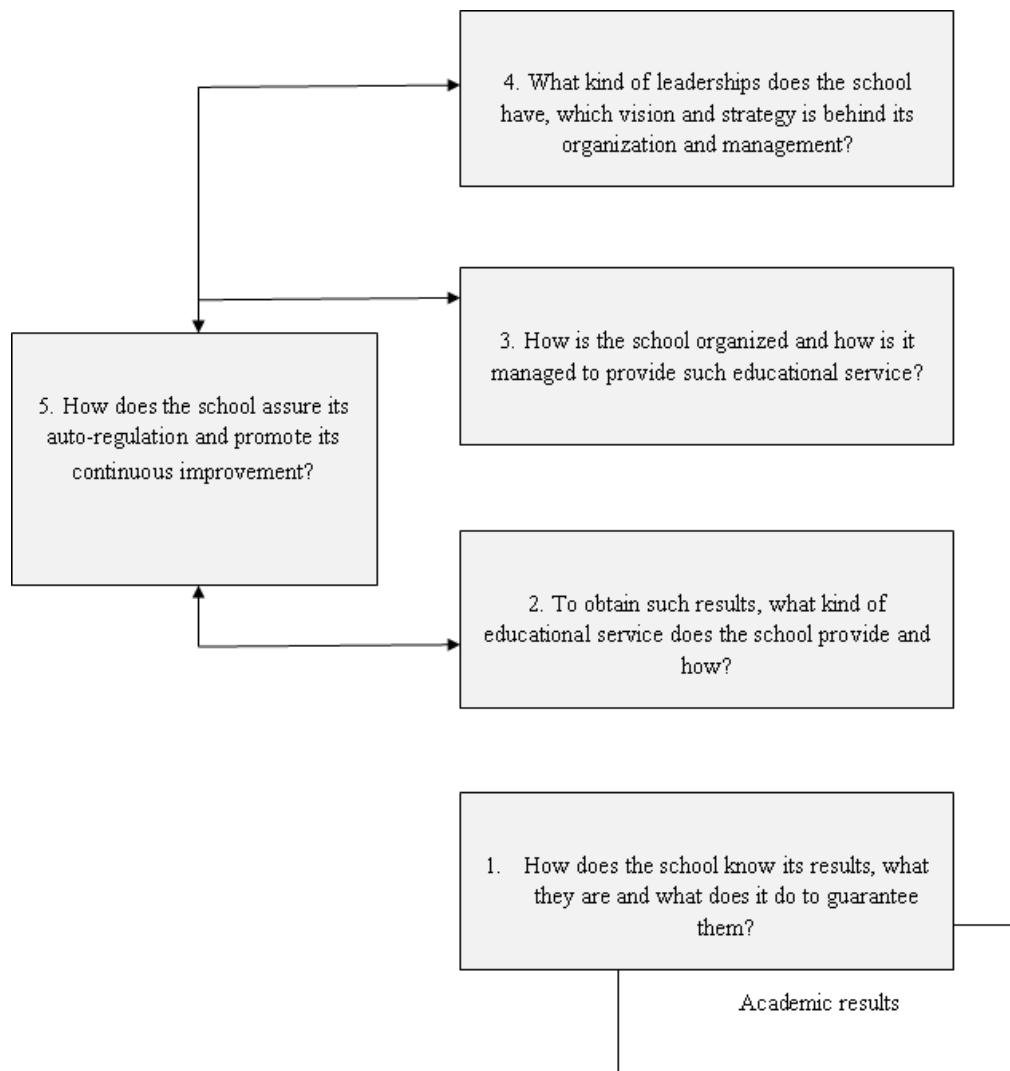 4. What kind of leaderships does the school
have, which vision and strategy is behind its
organization and management?
3. How is the school organized and how is it
managed to provide such educational service?
5. How does the school assure its
auto-regulation and promote its
continuous improvement?
2. To obtain such results, what kind of
educational service does the school provide and
how?
1. How does the school know its results, what
they are and what does it do to guarantee
them?
Academic results